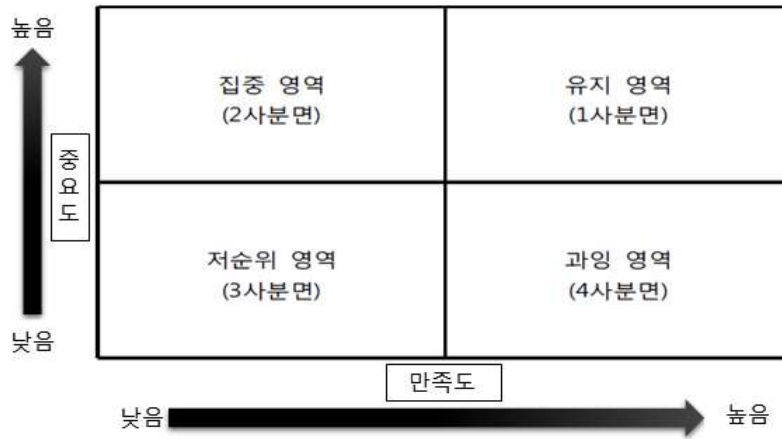 높음
집중 영역
(2사분면)
유지 영역
(1사분면)
중요도
저순위 영역
(3사분면)
과잉 영역
(4사분면)
낮음
만족도
낮음
높음